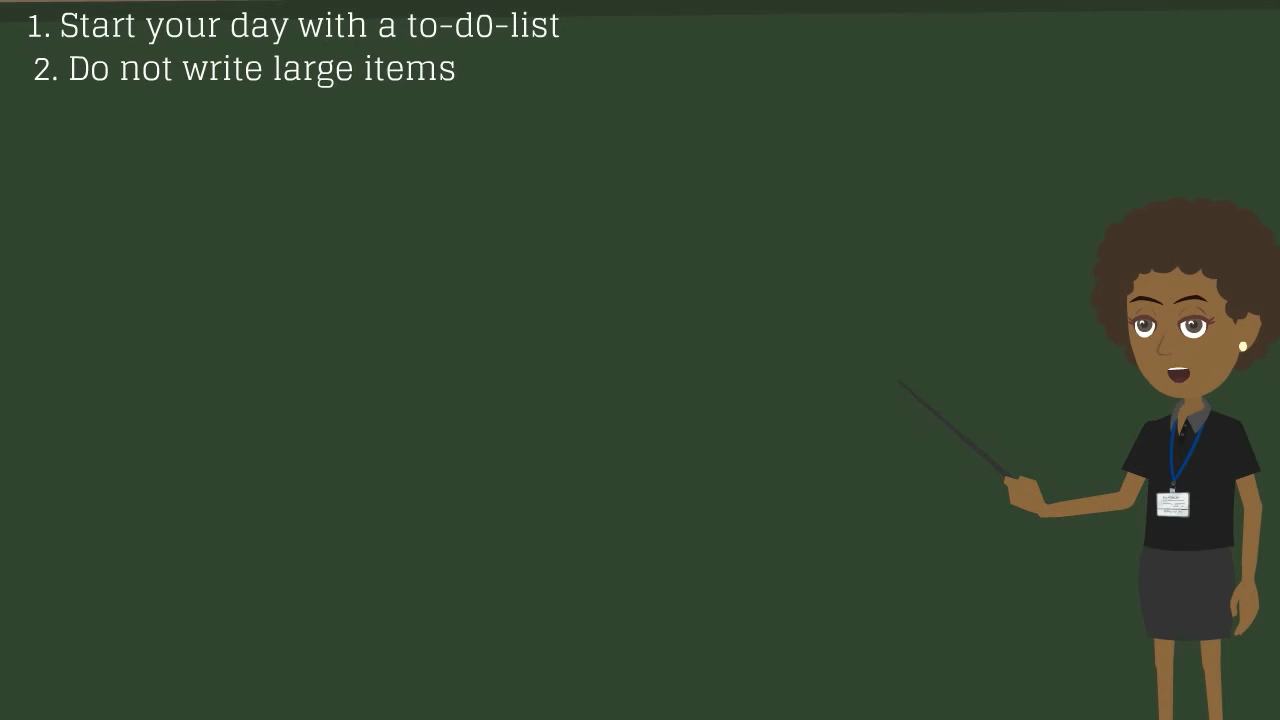 1. Start your day with a to-d0-list
2. Do not write large items